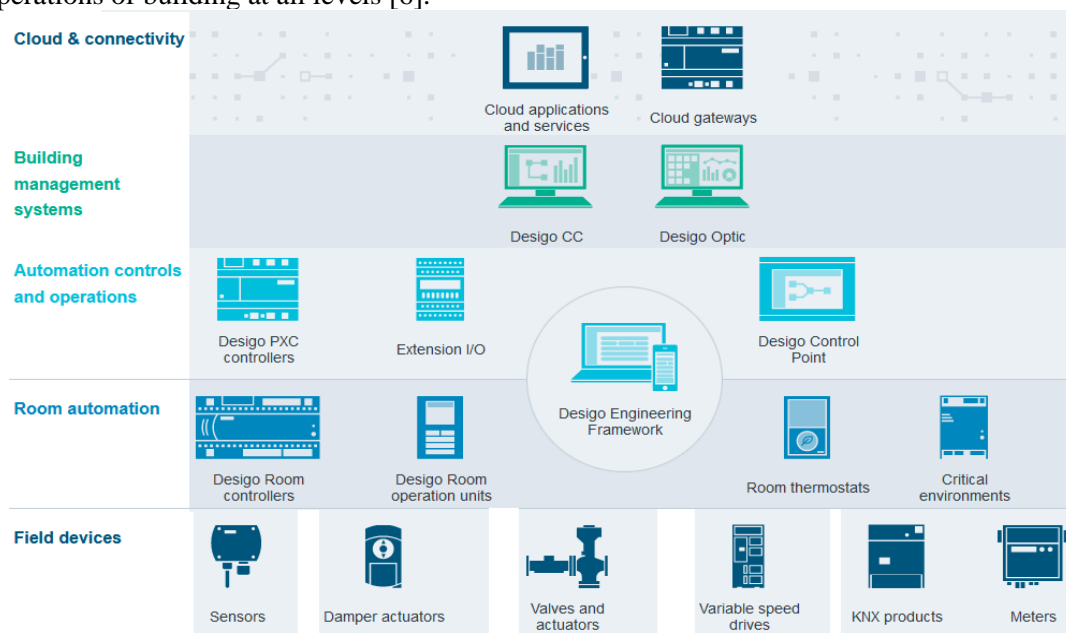 perations of building at all levels [6].
Cloud & connectivity
Cloud applications
and services
Cloud gateways
Building
management
systems
Desigo CC
Desigo Optic
Automation controls
and operations
Desigo PXC
controllers
Extension I/O
Desigo Control
Point
Desigo Engineering
Framework
Room automation
Desigo Room
controllers
Desigo Room
operation units
Room thermostats
Critical
environments
Field devices
Sensors
Damper actuators
Valves and
actuators
Variable speed
drives
KNX products
Meters